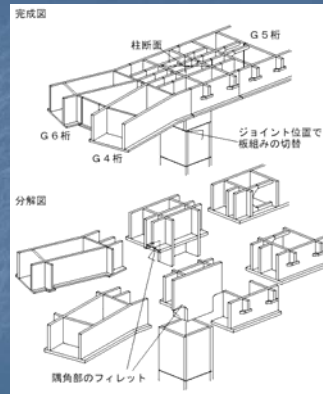 完成図
柱断面
G5桁
G6桁
G4桁
ジョイント位置で
板組みの切替
分解図
隅角部のフィレット